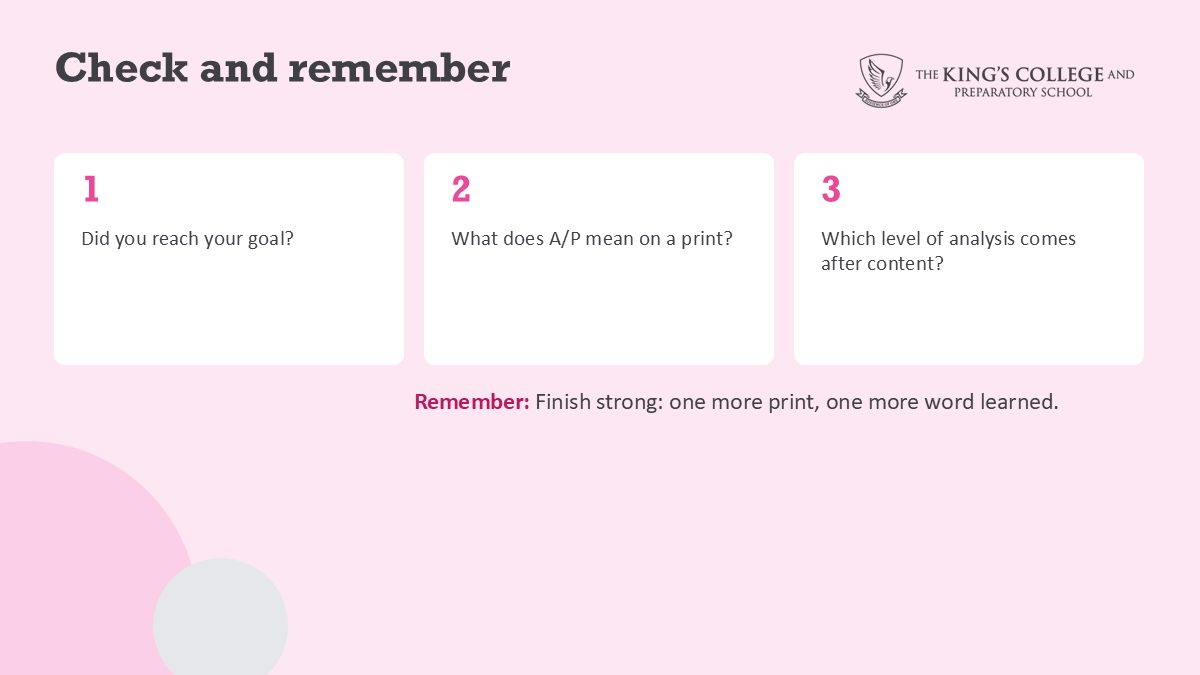 Check and remember
THE KING'S COLLEGE AND
PREPARATORY SCHOOL
1
Did you reach your goal?
2
What does A/P mean on a print?
3
Which level of analysis comes
after content?
Remember: Finish strong: one more print, one more word learned.